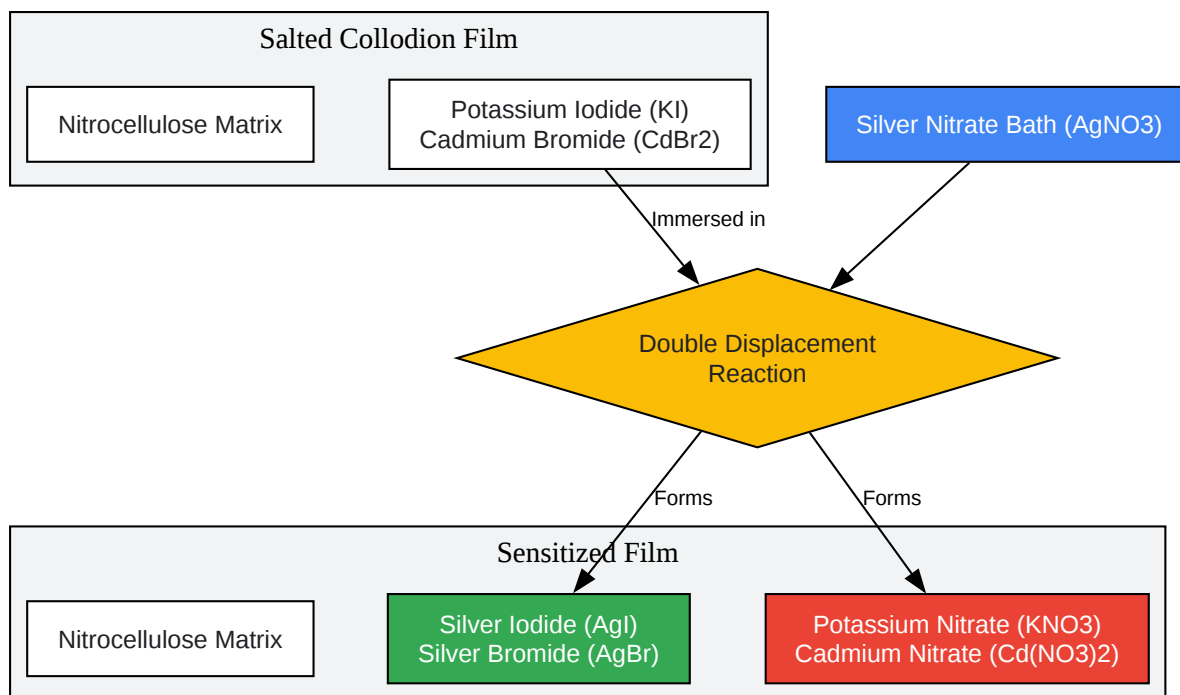 Salted Collodion Film
Nitrocellulose Matrix
Potassium Iodide (KI)
Cadmium Bromide (CdBr2)
Silver Nitrate Bath (AgNO3)
Immersed in
Double Displacement
Reaction
Forms
Forms
Sensitized Film
Nitrocellulose Matrix
Silver Iodide (AgI)
Silver Bromide (AgBr)
Potassium Nitrate (KNO3)
Cadmium Nitrate (Cd(NO3)2)